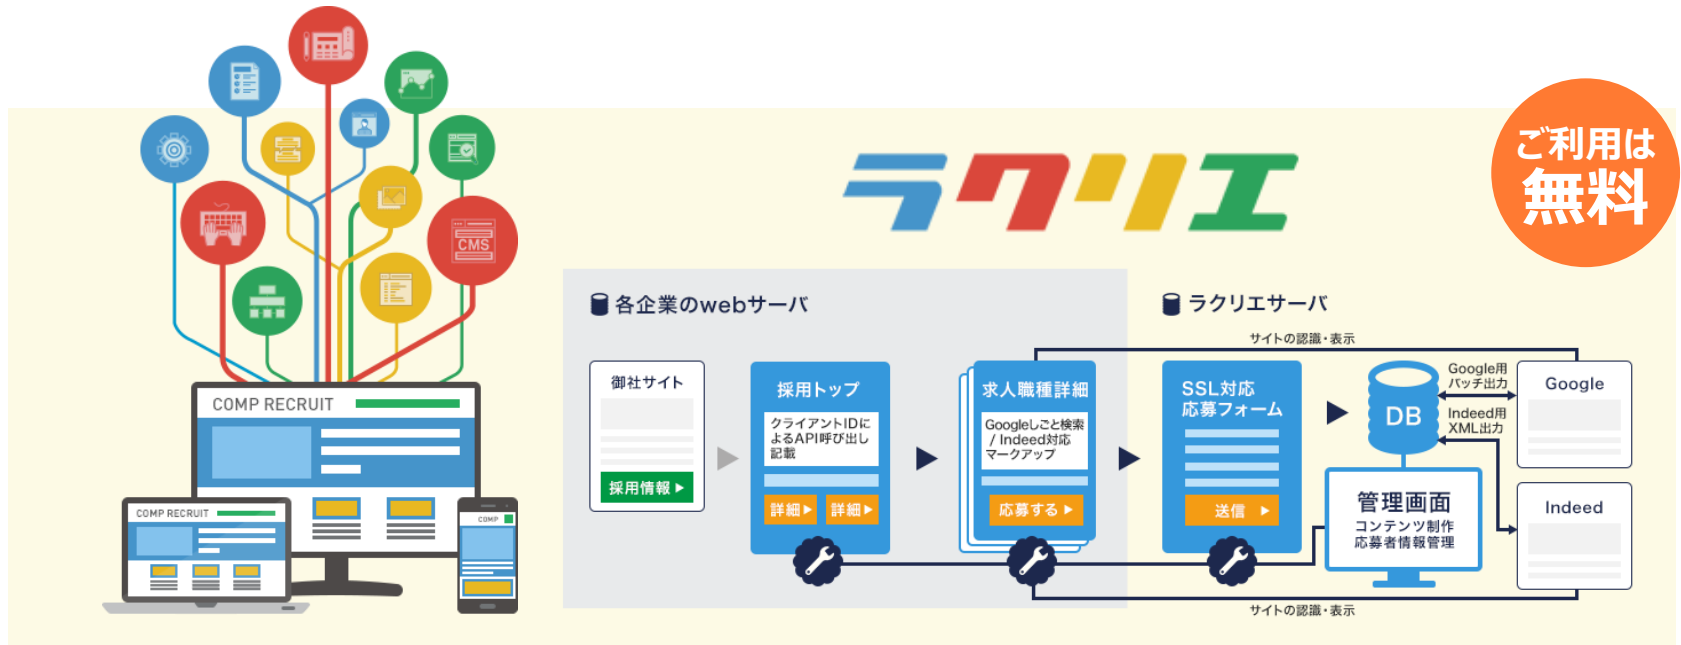 CMS
COMP RECRUIT
COMP RECRUIT
COMP
ラクリエ
ご利用は
無料
各企業のwebサーバ
御社サイト
採用情報▶
採用トップ
クライアントIDに
よるAPI呼び出し
記載
詳細▶
詳細▶
求人職種詳細
Googleしごと検索
/ Indeed対応
マークアップ
応募する ▶
ラクリエサーバ
サイトの認識・表示
SSL対応
応募フォーム
送信 ▶
DB
Google用
バッチ出力
Indeed用
XML出力
Google
管理画面
コンテンツ制作
応募者情報管理
Indeed
サイトの認識・表示